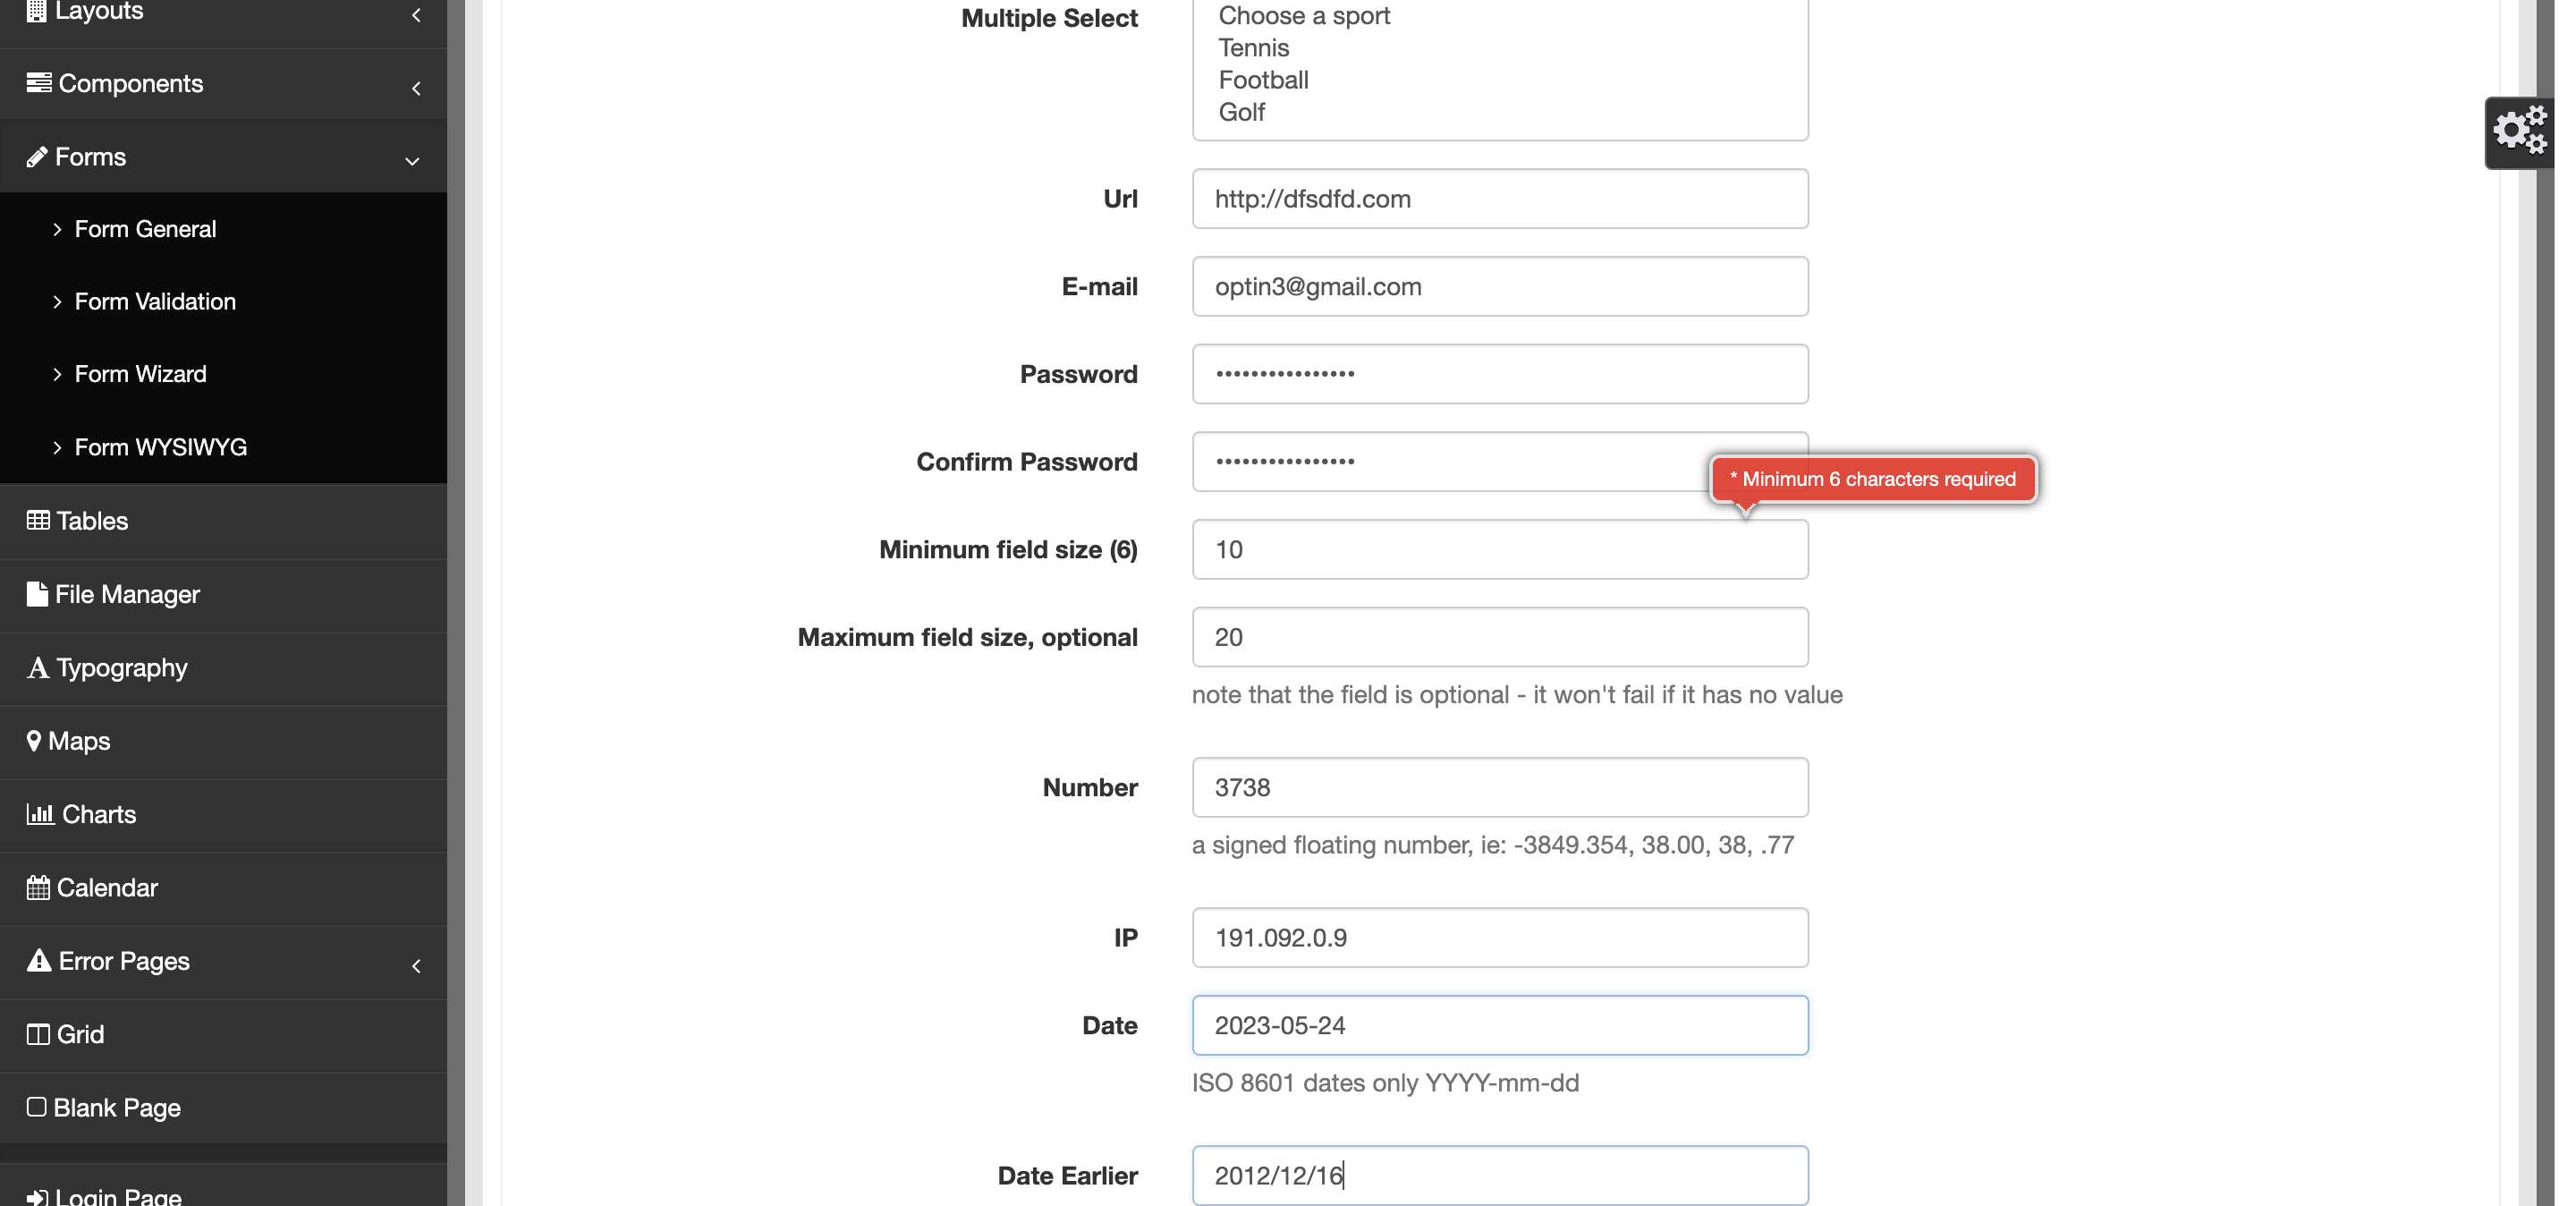 Layouts
Components
Forms
Form General
Form Validation
Form Wizard
Form WYSIWYG
Tables
File Manager
Typography
Maps
Charts
Calendar
Error Pages
Grid
Blank Page
Login Page
Multiple Select
Choose a sport
Tennis
Football
Golf
Url
http://dfsdfd.com
E-mail
optin3@gmail.com
Password
••••••••••••••••
Confirm Password
••••••••••••••••
* Minimum 6 characters required
Minimum field size (6)
10
Maximum field size, optional
20
note that the field is optional - it won't fail if it has no value
Number
3738
a signed floating number, ie: -3849.354, 38.00, 38, .77
IP
191.092.0.9
Date
2023-05-24
ISO 8601 dates only YYYY-mm-dd
Date Earlier
2012/12/16